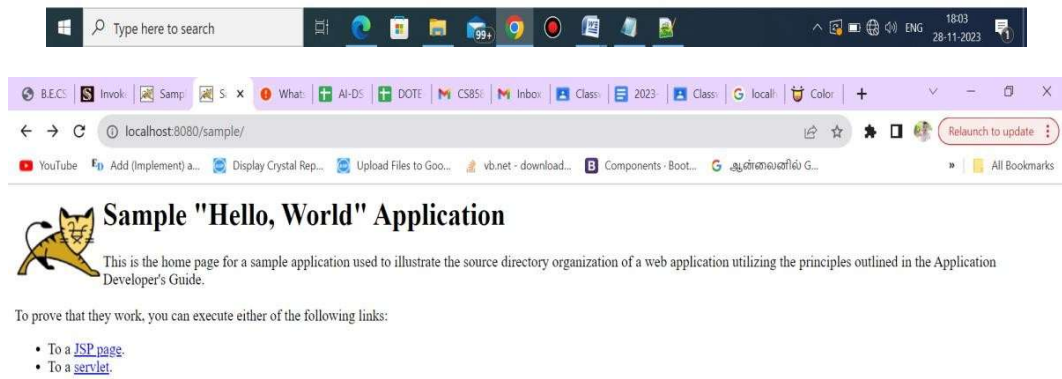 Type here to search
99+
ENG
18:03
28-11-2023
1
B.E.CS
Invok
Samp
S
What
AI-DS
DOTE
CS858
Inbox
Class
2023-
Class
localh
Color
localhost:8080/sample/
Relaunch to update
YouTube
Add (Implement) a...
Display Crystal Rep...
Upload Files to Goo...
vb.net - download...
Components · Boot...
ஆன்லைனில் G...
»
All Bookmarks
Sample "Hello, World" Application
This is the home page for a sample application used to illustrate the source directory organization of a web application utilizing the principles outlined in the Application
Developer's Guide.
To prove that they work, you can execute either of the following links:
• To a JSP page.
• To a servlet.